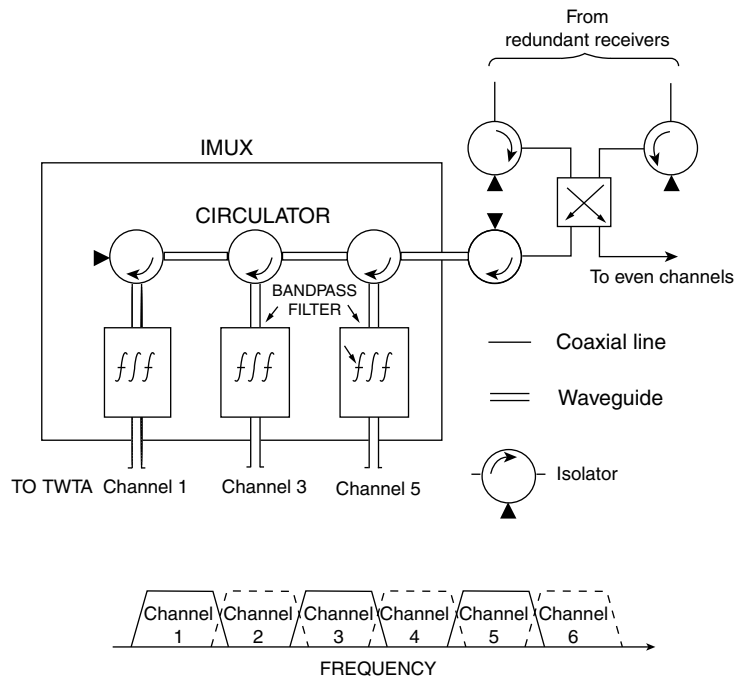 From
redundant receivers
IMUX
CIRCULATOR
To even channels
BANDPASS
FILTER
Coaxial line
Waveguide
Isolator
TO TWTA Channel 1
Channel 3
Channel 5
Channel
1
Channel
2
Channel
3
Channel
4
Channel
5
Channel
6
FREQUENCY